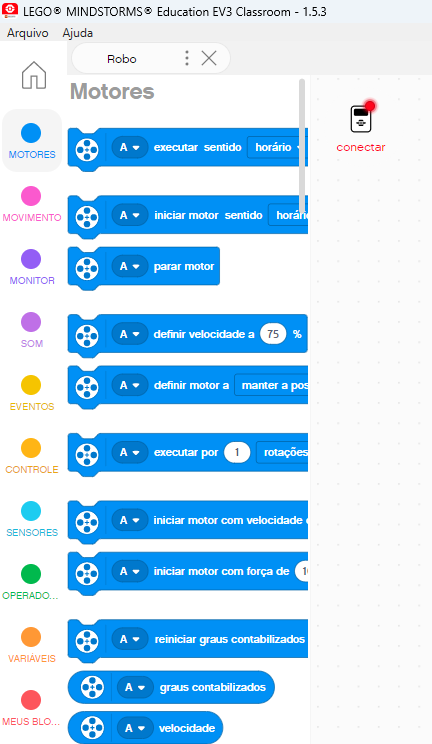 LEGO® MINDSTORMS® Education EV3 Classroom - 1.5.3
Arquivo Ajuda
Robo
Motores
conectar
MOTORES
MOVIMENTO
MONITOR
SOM
EVENTOS
CONTROLE
SENSORES
OPERADO...
VARIÁVEIS
MEUS BLO...
A executar sentido horário
A iniciar motor sentido
A parar motor
A definir velocidade a 75 %
A definir motor a manter a
A executar por 1 rotações
A iniciar motor com velocidade
A iniciar motor com força de
A reiniciar graus contabilizados
A graus contabilizados
A velocidade